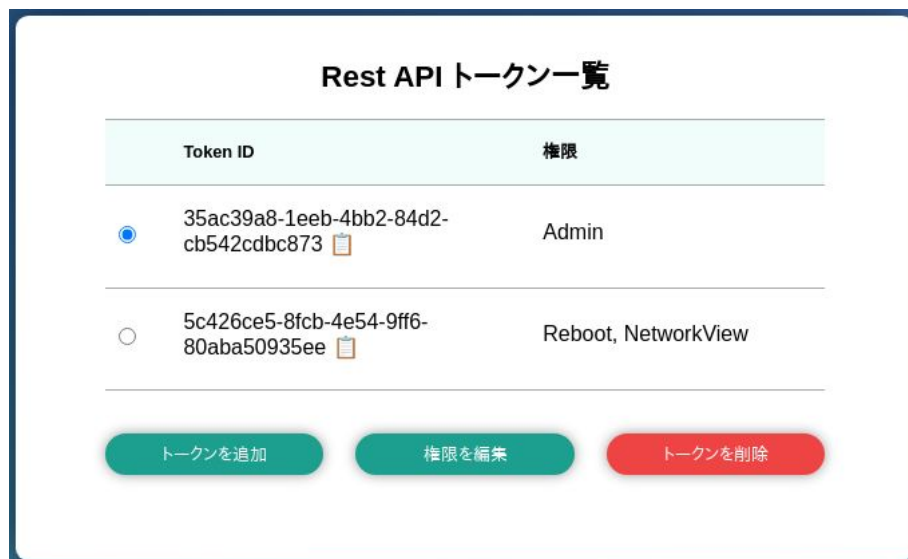 Rest API トークン一覧
Token ID 権限
35ac39a8-1eeb-4bb2-84d2-
cb542cdbc873 📋 Admin
5c426ce5-8fcb-4e54-9ff6-
80aba50935ee 📋 Reboot, NetworkView
トークンを追加 権限を編集 トークンを削除